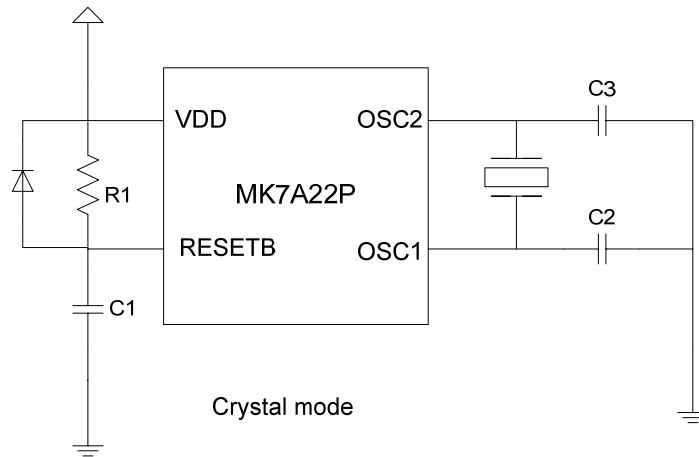 C3
VDD
OSC2
MK7A22P
R1
C2
RESETB
OSC1
C1
Crystal mode